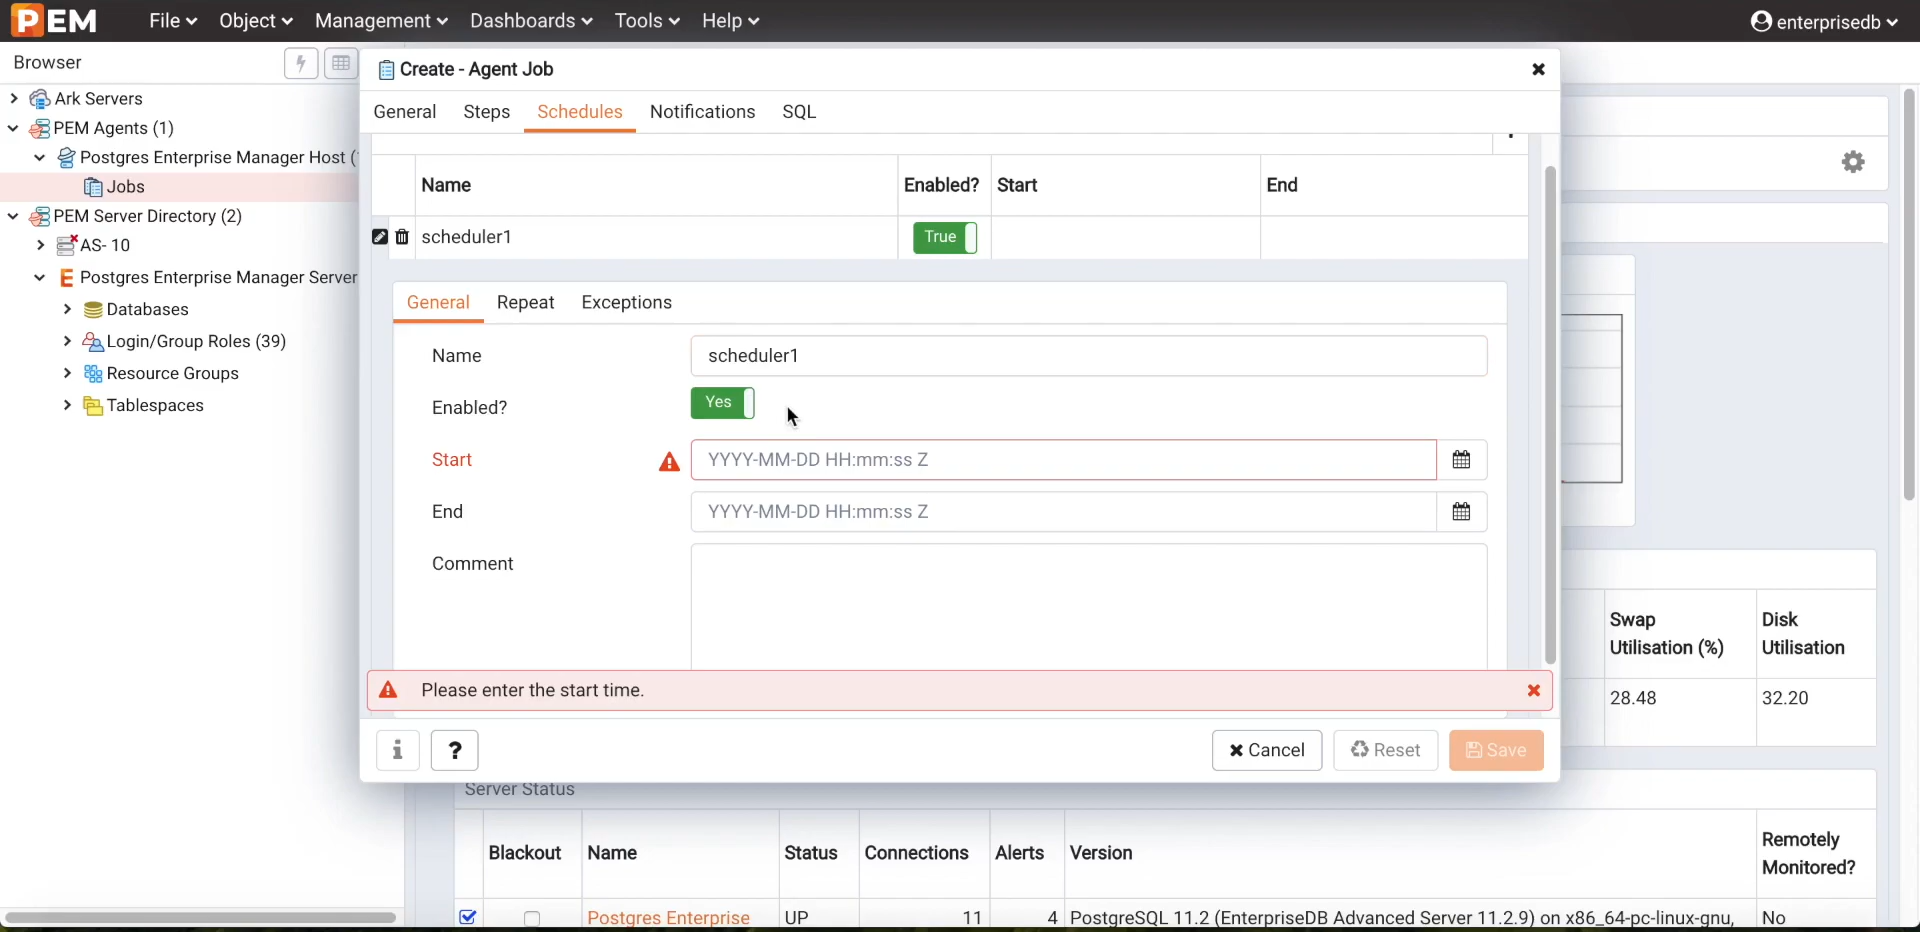 PEM File Object Management Dashboards Tools Help enterprisedb
Browser
Ark Servers
PEM Agents (1)
Postgres Enterprise Manager Host (
Jobs
PEM Server Directory (2)
AS- 10
Postgres Enterprise Manager Server
Databases
Login/Group Roles (39)
Resource Groups
Tablespaces
Create - Agent Job
General Steps Schedules Notifications SQL
Name Enabled? Start End
scheduler1 True
General Repeat Exceptions
Name scheduler1
Enabled? Yes
Start YYYY-MM-DD HH:mm:ss Z
End YYYY-MM-DD HH:mm:ss Z
Comment
Please enter the start time.
i ? Cancel Reset Save
Swap
Utilisation (%)
Disk
Utilisation
28.48 32.20
Server Status
Blackout Name Status Connections Alerts Version
Remotely
Monitored?
Postgres Enterprise UP 11 4 PostgreSQL 11.2 (EnterpriseDB Advanced Server 11.2.9) on x86_64-pc-linux-gnu, No